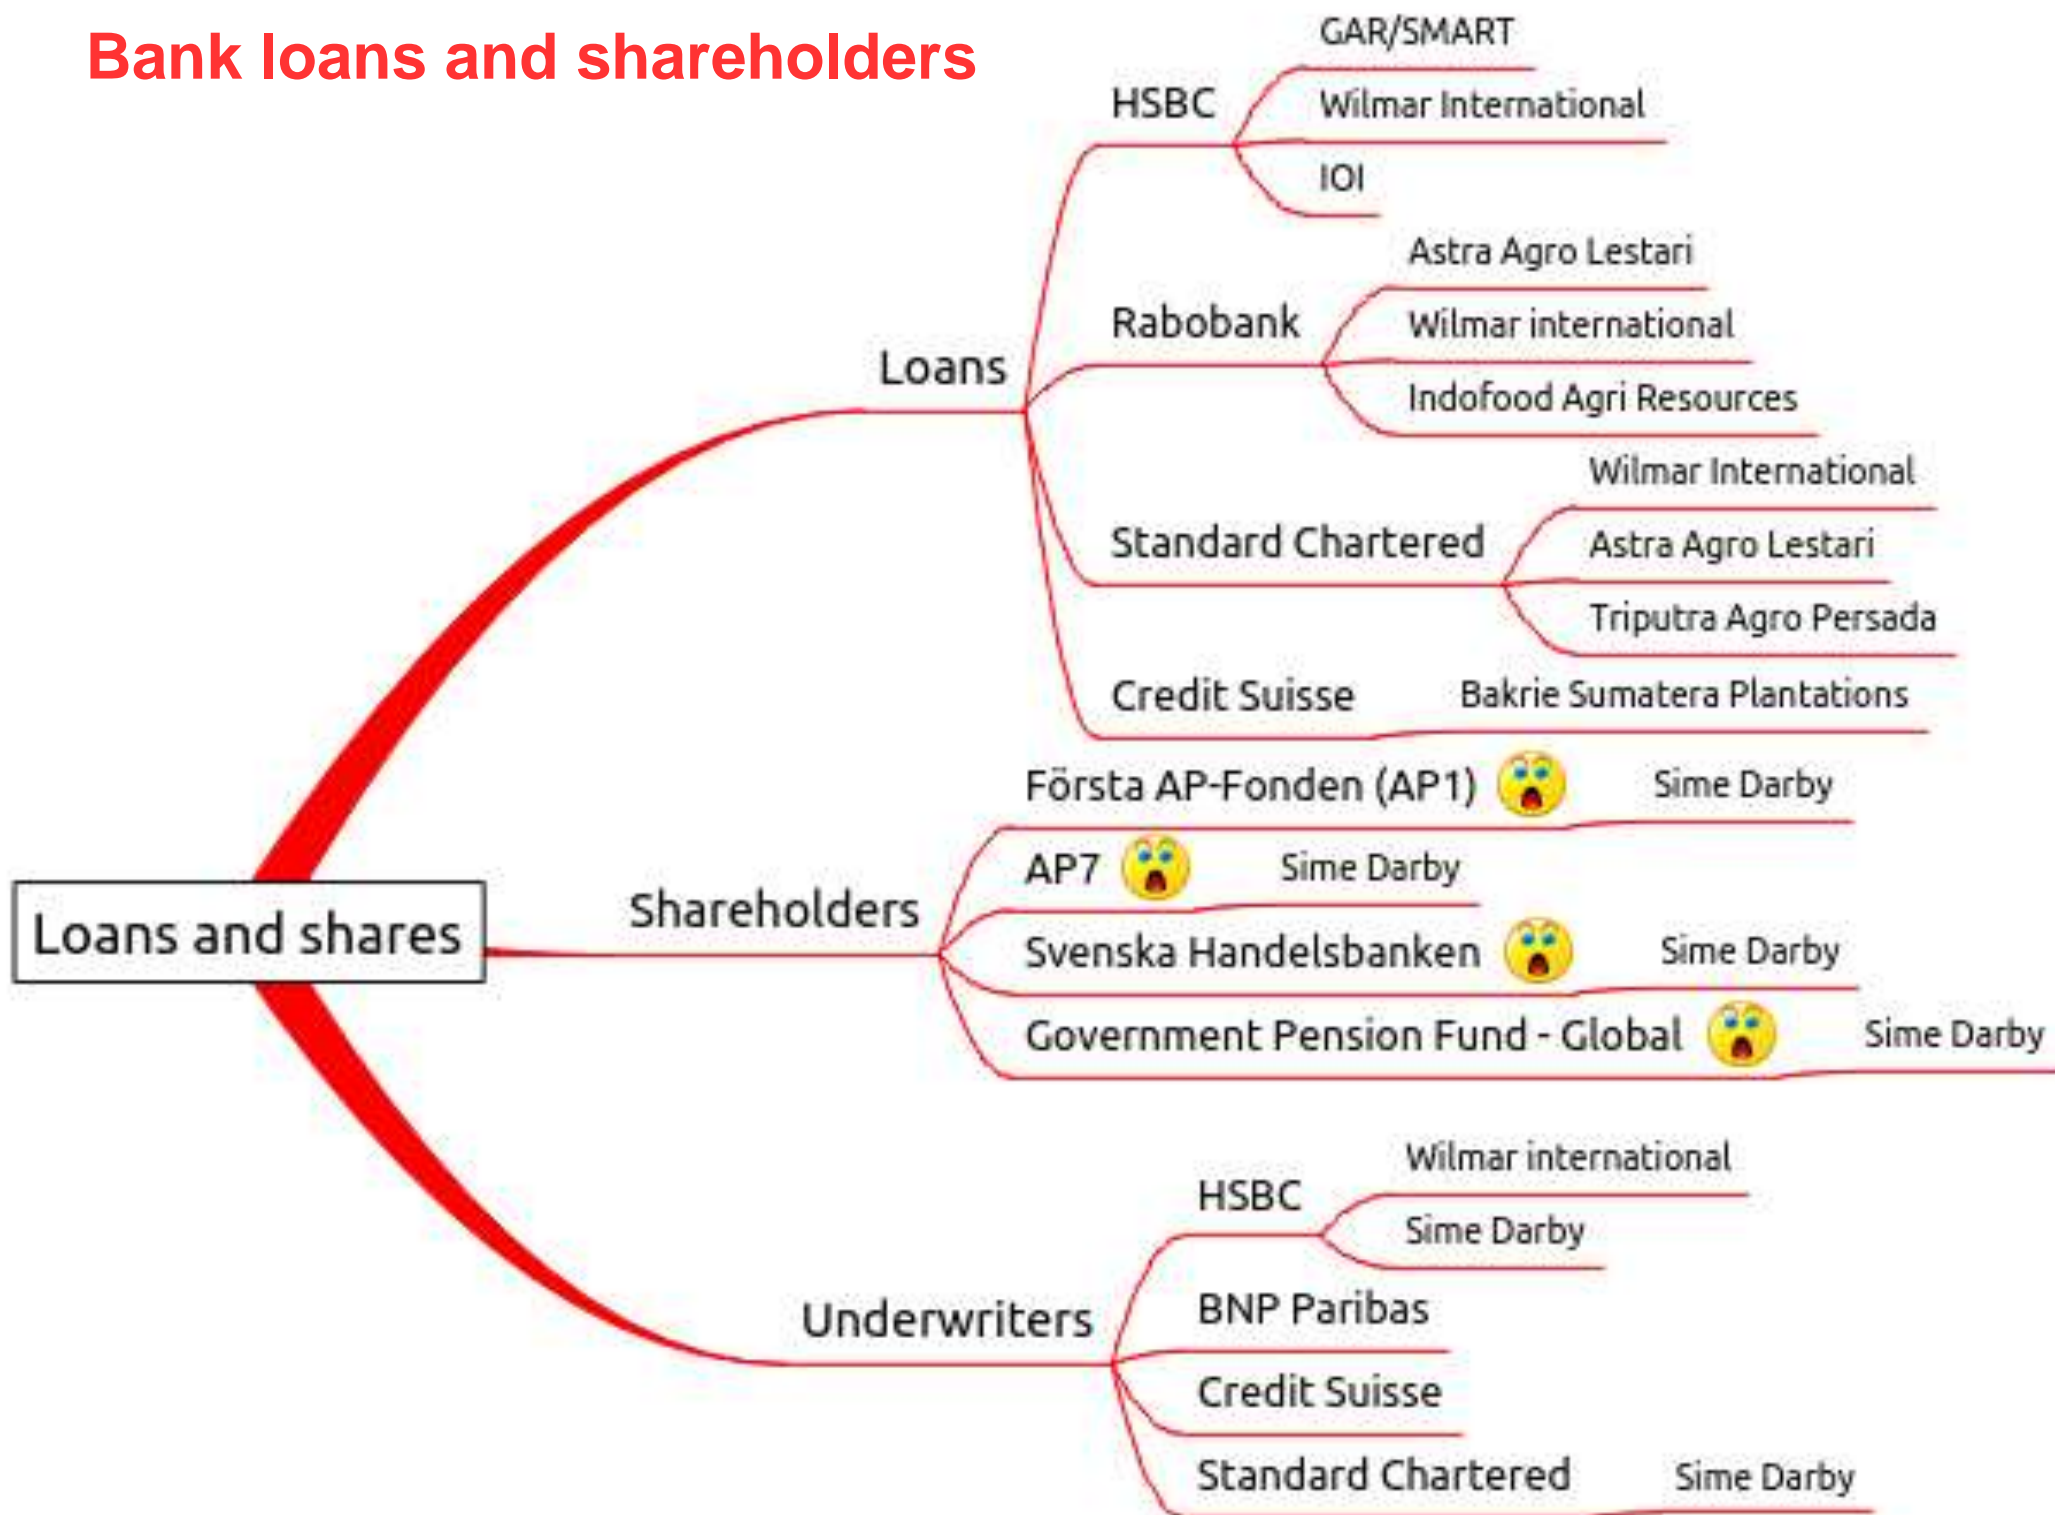 Bank loans and shareholders
Loans and shares
Loans
HSBC
GAR/SMART
Wilmar International
IOI
Rabobank
Astra Agro Lestari
Wilmar international
Indofood Agri Resources
Standard Chartered
Wilmar International
Astra Agro Lestari
Triputra Agro Persada
Credit Suisse
Bakrie Sumatera Plantations
Shareholders
Första AP-Fonden (AP1)
Sime Darby
AP7
Sime Darby
Svenska Handelsbanken
Sime Darby
Government Pension Fund - Global
Sime Darby
Underwriters
HSBC
Wilmar international
Sime Darby
BNP Paribas
Credit Suisse
Standard Chartered
Sime Darby